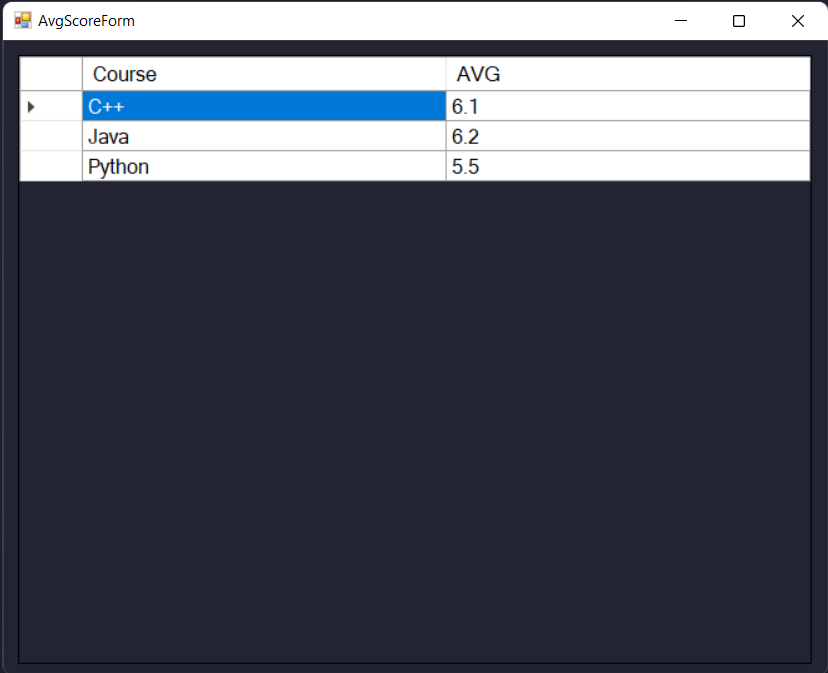 AvgScoreForm
Course AVG
C++ 6.1
Java 6.2
Python 5.5